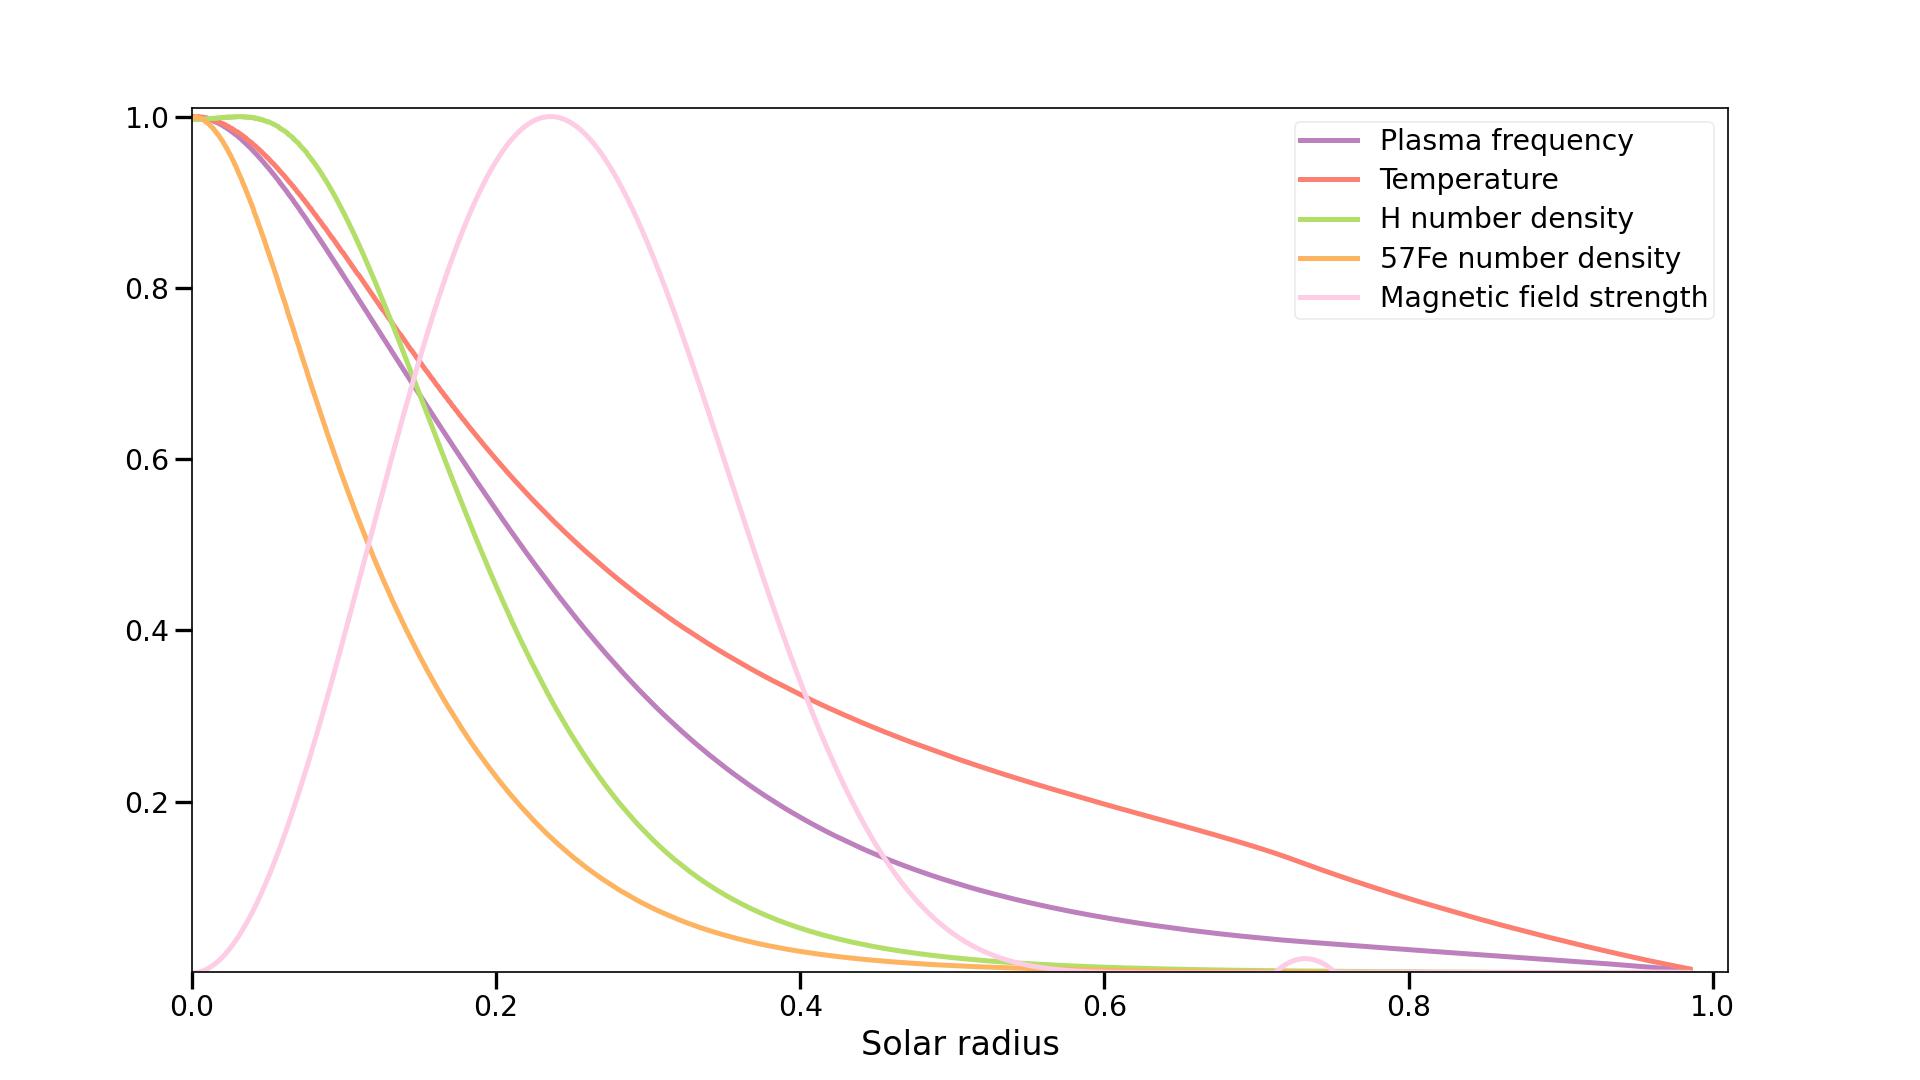 1.0
0.8
0.6
0.4
0.2
Plasma frequency
Temperature
H number density
57Fe number density
Magnetic field strength
0.0 0.2 0.4 0.6 0.8 1.0
Solar radius